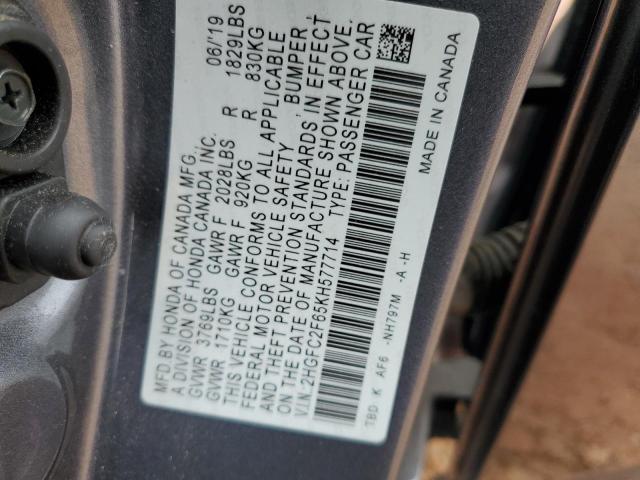 MFD BY HONDA OF CANADA MFG. 06/19
A DIVISION OF HONDA CANADA INC.
GVWR 3769LBS GAWR F 2028LBS R 1829LBS
GVWR 1710KG GAWR F 920KG R 830KG
THIS VEHICLE CONFORMS TO ALL APPLICABLE
FEDERAL MOTOR VEHICLE SAFETY , BUMPER,
AND THEFT PREVENTION STANDARDS IN EFFECT
ON THE DATE OF MANUFACTURE SHOWN ABOVE.
V.I.N: 2HGFC2F65KH577714 TYPE: PASSENGER CAR
TBD K AF6 -NH797M -A -H MADE IN CANADA